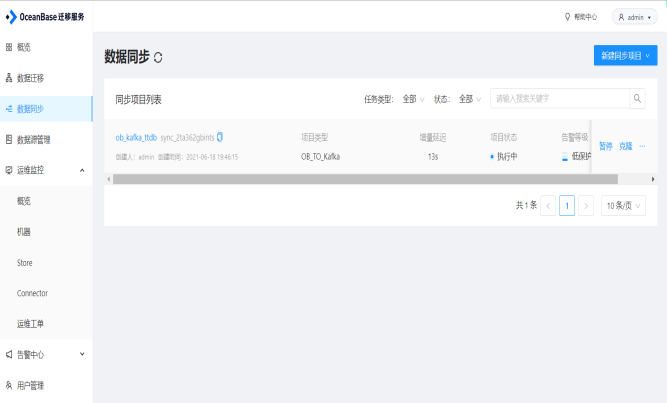 OceanBase 迁移服务
帮助中心
admin
概览
数据迁移
数据同步
数据源管理
运维监控
概览
机器
Store
Connector
运维工单
告警中心
用户管理
数据同步
新建同步项目
同步项目列表
任务类型: 全部 状态: 全部 请输入搜索关键字
ob_kafka_ttdb sync_2ta362gbints 项目类型 增量延迟 项目状态 告警等级
创建人: admin 创建时间: 2021-06-18 19:46:15 OB_TO_Kafka 13s 执行中 低保护
暂停 克隆 ···
共 1 条 1 10 条/页